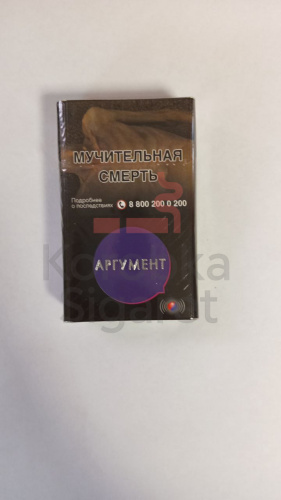 МУЧИТЕЛЬНАЯ
СМЕРТЬ
Подробнее
о последствиях
8 800 200 0 200
АРГУМЕНТ